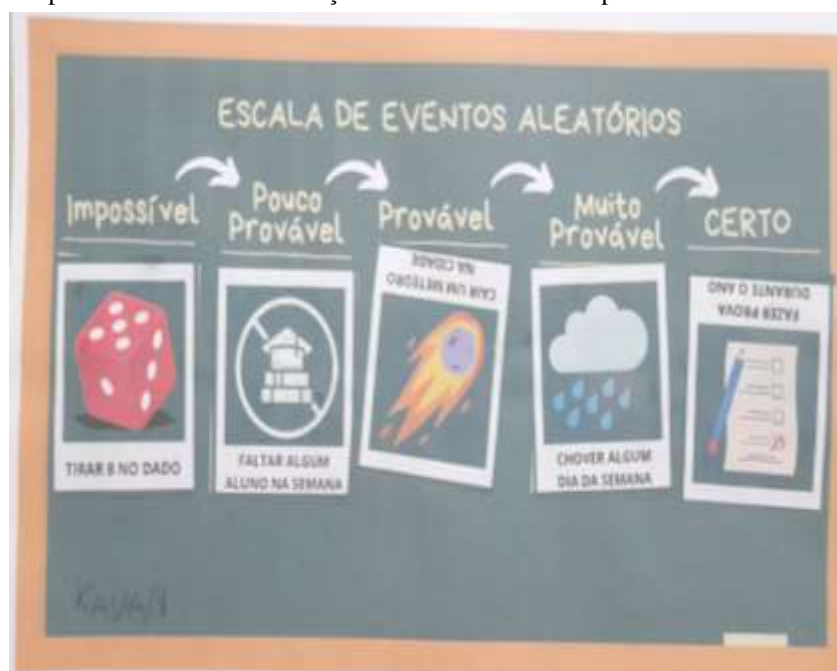 ESCALA DE EVENTOS ALEATÓRIOS
Impossível
Pouco
Provável
Provável
Muito
Provável
CERTO
TIRAR 8 NO DADO
FALTAR ALGUM
ALUNO NA SEMANA
CAIR UM METEORO
NA CIDADE
CHOVER ALGUM
DIA DA SEMANA
FAZER PROVA
DURANTE O ANO
KAUAN